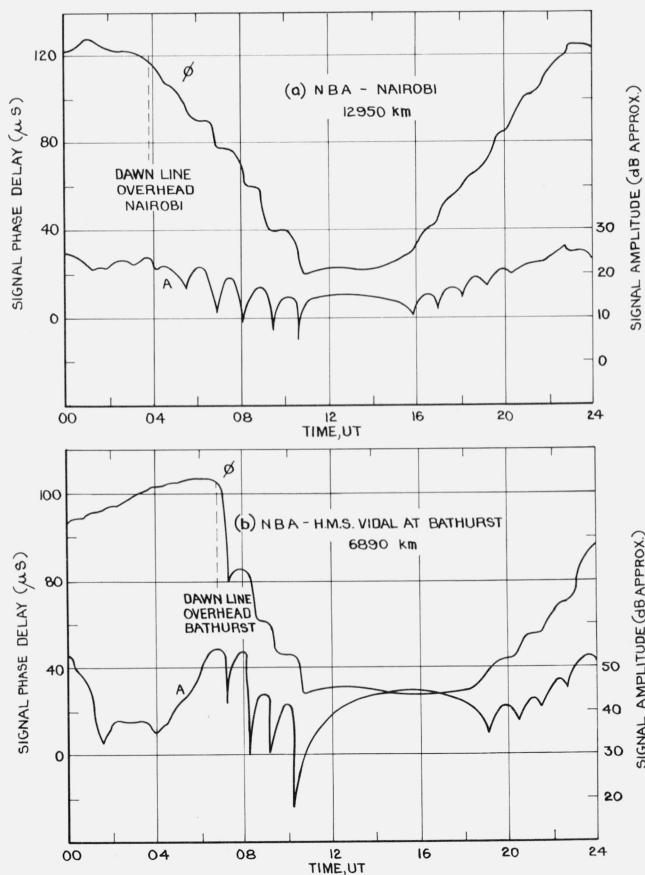 120
80
40
0
SIGNAL PHASE DELAY (μS)
Ø
(a) NBA - NAIROBI
12950 km
DAWN LINE
OVERHEAD
NAIROBI
A
30
20
10
0
SIGNAL AMPLITUDE (dB APPROX.)
00 04 08 12 16 20 24
TIME,UT
100
80
40
0
SIGNAL PHASE DELAY (μS)
Ø
(b) NBA - H.M.S. VIDAL AT BATHURST
6890 km
DAWN LINE
OVERHEAD
BATHURST
A
50
40
30
20
SIGNAL AMPLITUDE (dB APPROX.)
00 04 08 12 16 20 24
TIME,UT